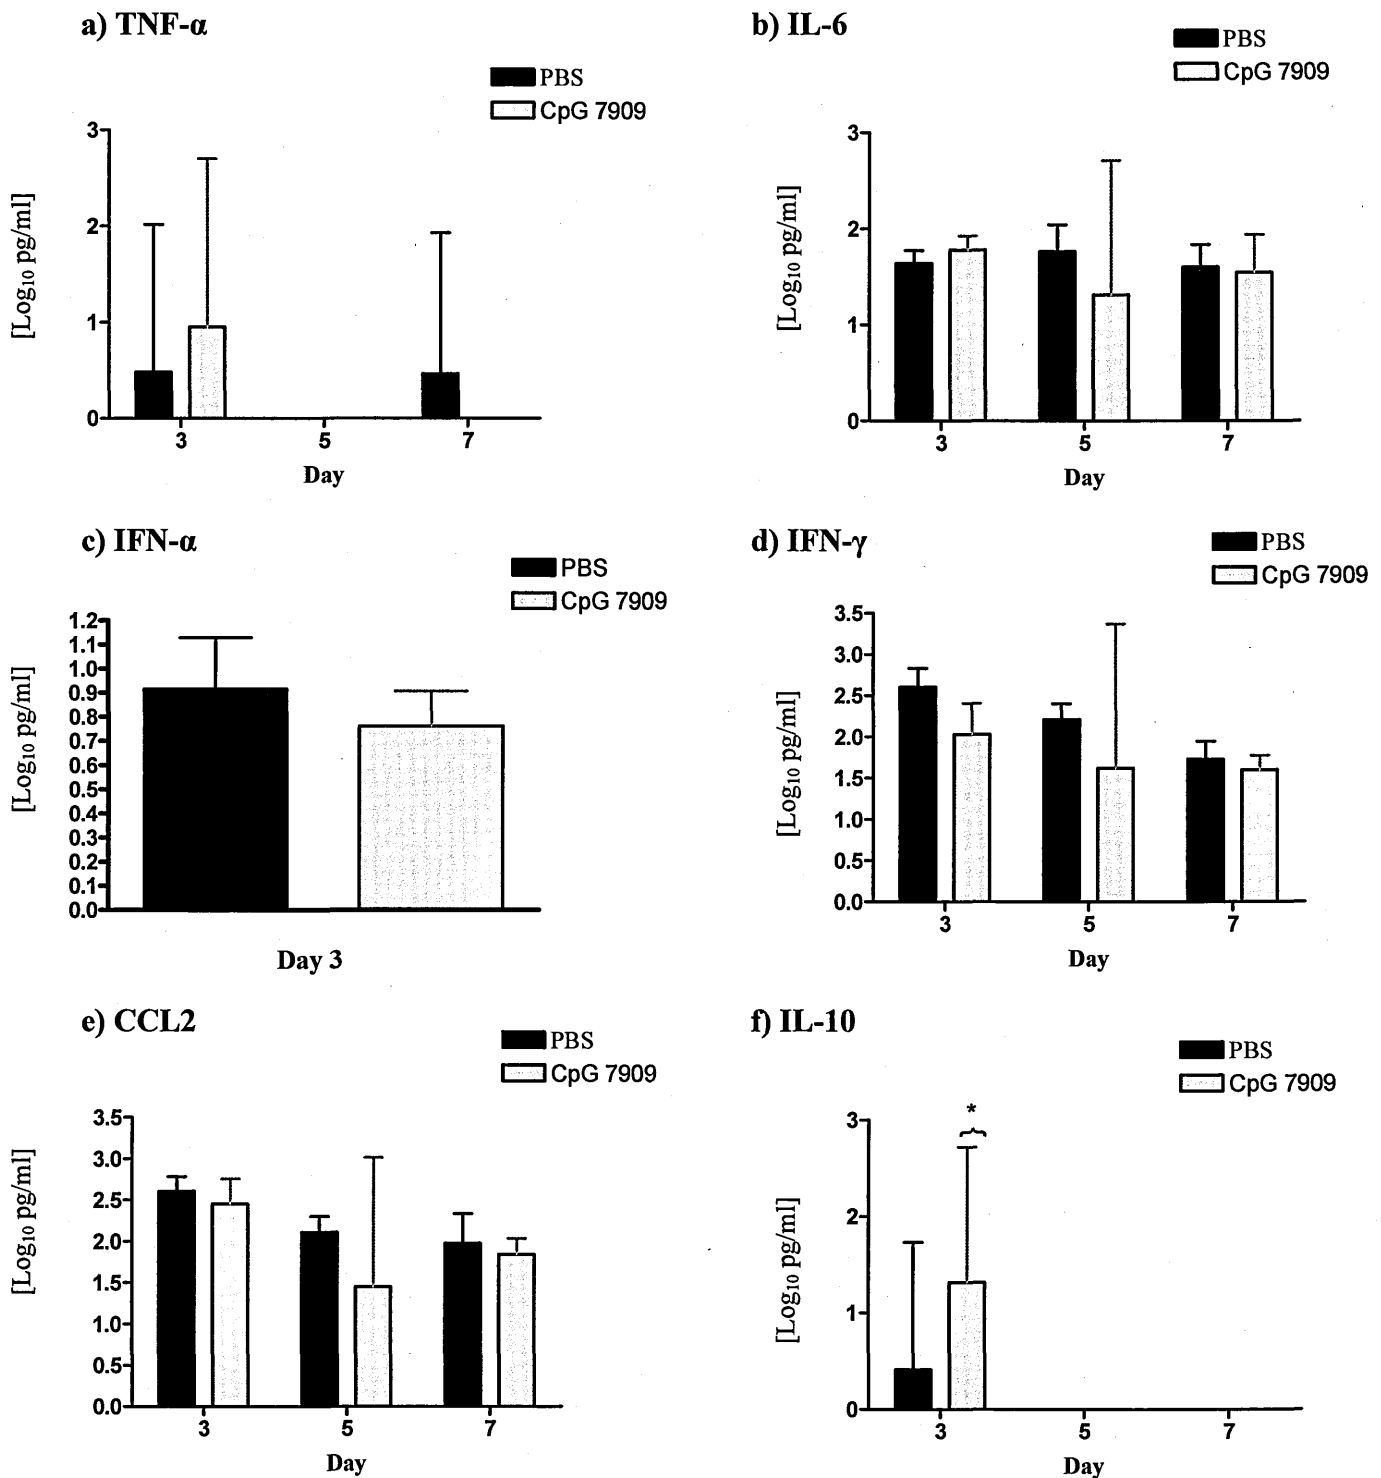 a) TNF-α
PBS
CpG 7909
[Log10 pg/ml]
3
2
1
0
3 5 7
Day
b) IL-6
PBS
CpG 7909
[Log10 pg/ml]
3
2
1
0
3 5 7
Day
c) IFN-α
PBS
CpG 7909
[Log10 pg/ml]
1.2
1.1
1.0
0.9
0.8
0.7
0.6
0.5
0.4
0.3
0.2
0.1
0.0
Day 3
d) IFN-γ
PBS
CpG 7909
[Log10 pg/ml]
3.5
3.0
2.5
2.0
1.5
1.0
0.5
0.0
3 5 7
Day
e) CCL2
PBS
CpG 7909
[Log10 pg/ml]
3.5
3.0
2.5
2.0
1.5
1.0
0.5
0.0
3 5 7
Day
f) IL-10
PBS
CpG 7909
*
[Log10 pg/ml]
3
2
1
0
3 5 7
Day